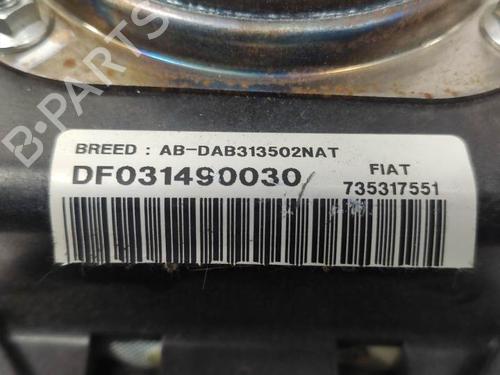 B-PARTS
BREED : AB-DAB313502NAT
DF031490030
FIAT
735317551